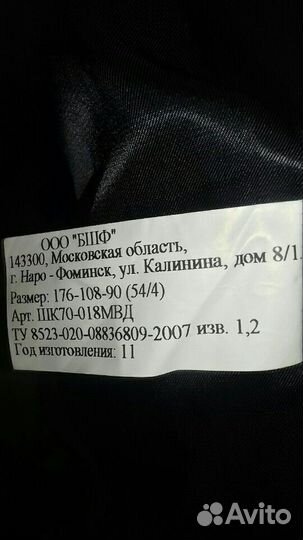 ООО "БШФ"
143300, Московская область,
г. Наро - Фоминск, ул. Калинина, дом 8/1
Размер: 176-108-90 (54/4)
Арт. ШК70-018МВД
ТУ 8523-020-08836809-2007 изв. 1,2
Год изготовления: 11
Avito